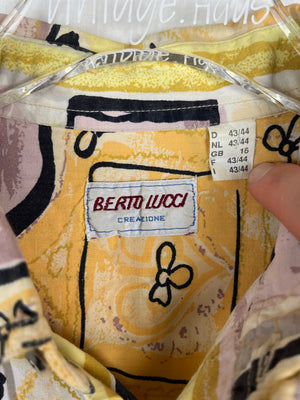 Vintage.Haus
BERTO LUCCI
CREAZIONE
D 43/44
NL 43/44
GB 16
F 43/44
I 43/44